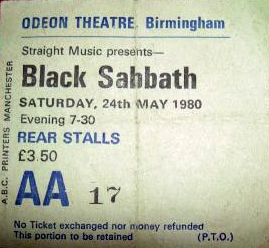 ODEON THEATRE, Birmingham
Straight Music presents—
Black Sabbath
SATURDAY, 24th MAY 1980
Evening 7-30
REAR STALLS
£3.50
AA 17
No Ticket exchanged nor money refunded
This portion to be retained (P.T.O.)
A.B.C. PRINTERS MANCHESTER